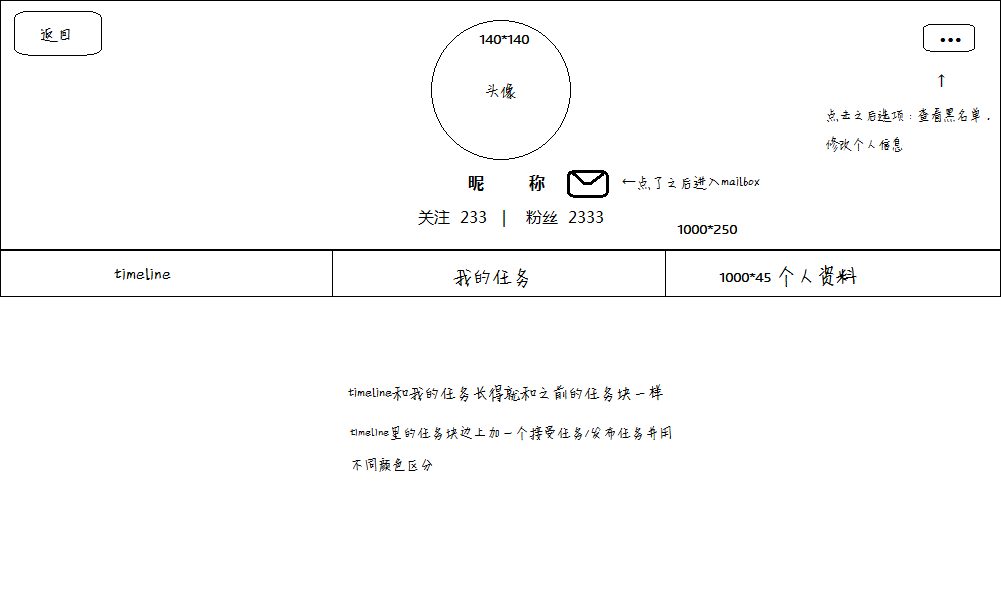 返回
140*140
头像
•••
↑
点击之后选项：查看黑名单，
修改个人信息
昵 称
←点了之后进入mailbox
关注 233 | 粉丝 2333
1000*250
timeline
我的任务
1000*45 个人资料
timeline和我的任务长得就和之前的任务块一样
timeline里的任务块边上加一个接受任务/发布任务并用
不同颜色区分